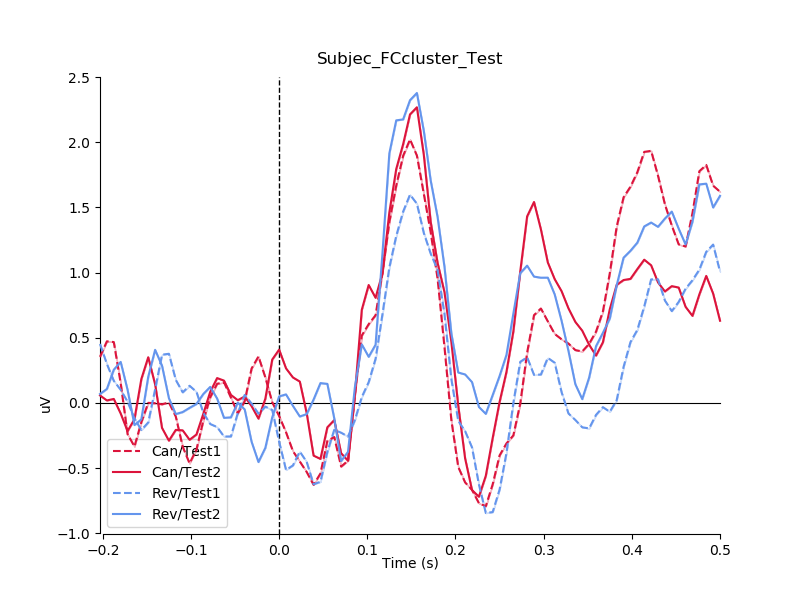 Subjec_FCcluster_Test
uV
2.5
2.0
1.5
1.0
0.5
0.0
−0.5
−1.0
Can/Test1
Can/Test2
Rev/Test1
Rev/Test2
−0.2 −0.1 0.0 0.1 0.2 0.3 0.4 0.5
Time (s)